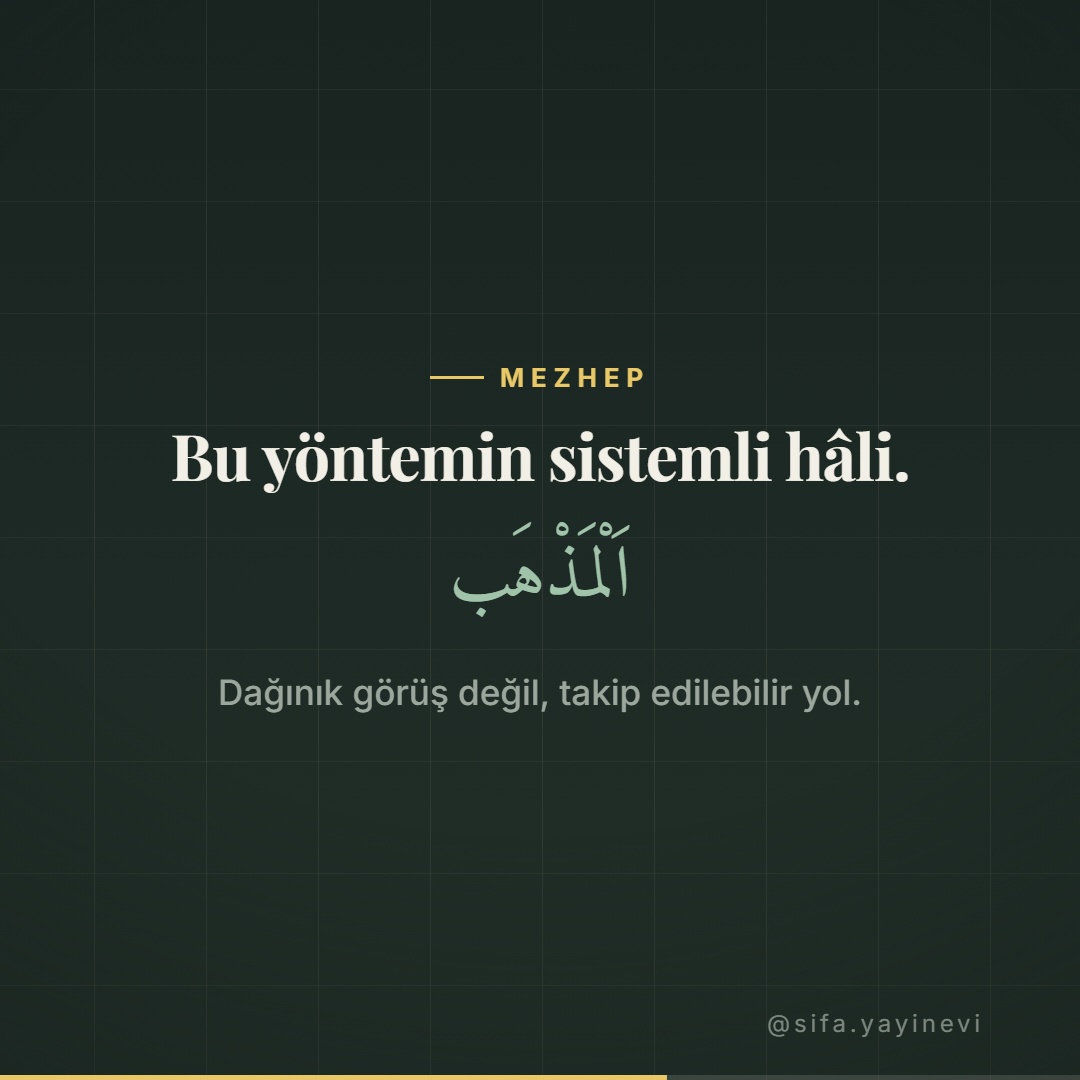 MEZHEP
Bu yöntemin sistemli hâli.
اَلْمَذْهَب
Dağınık görüş değil, takip edilebilir yol.
@sifa.yayinevi